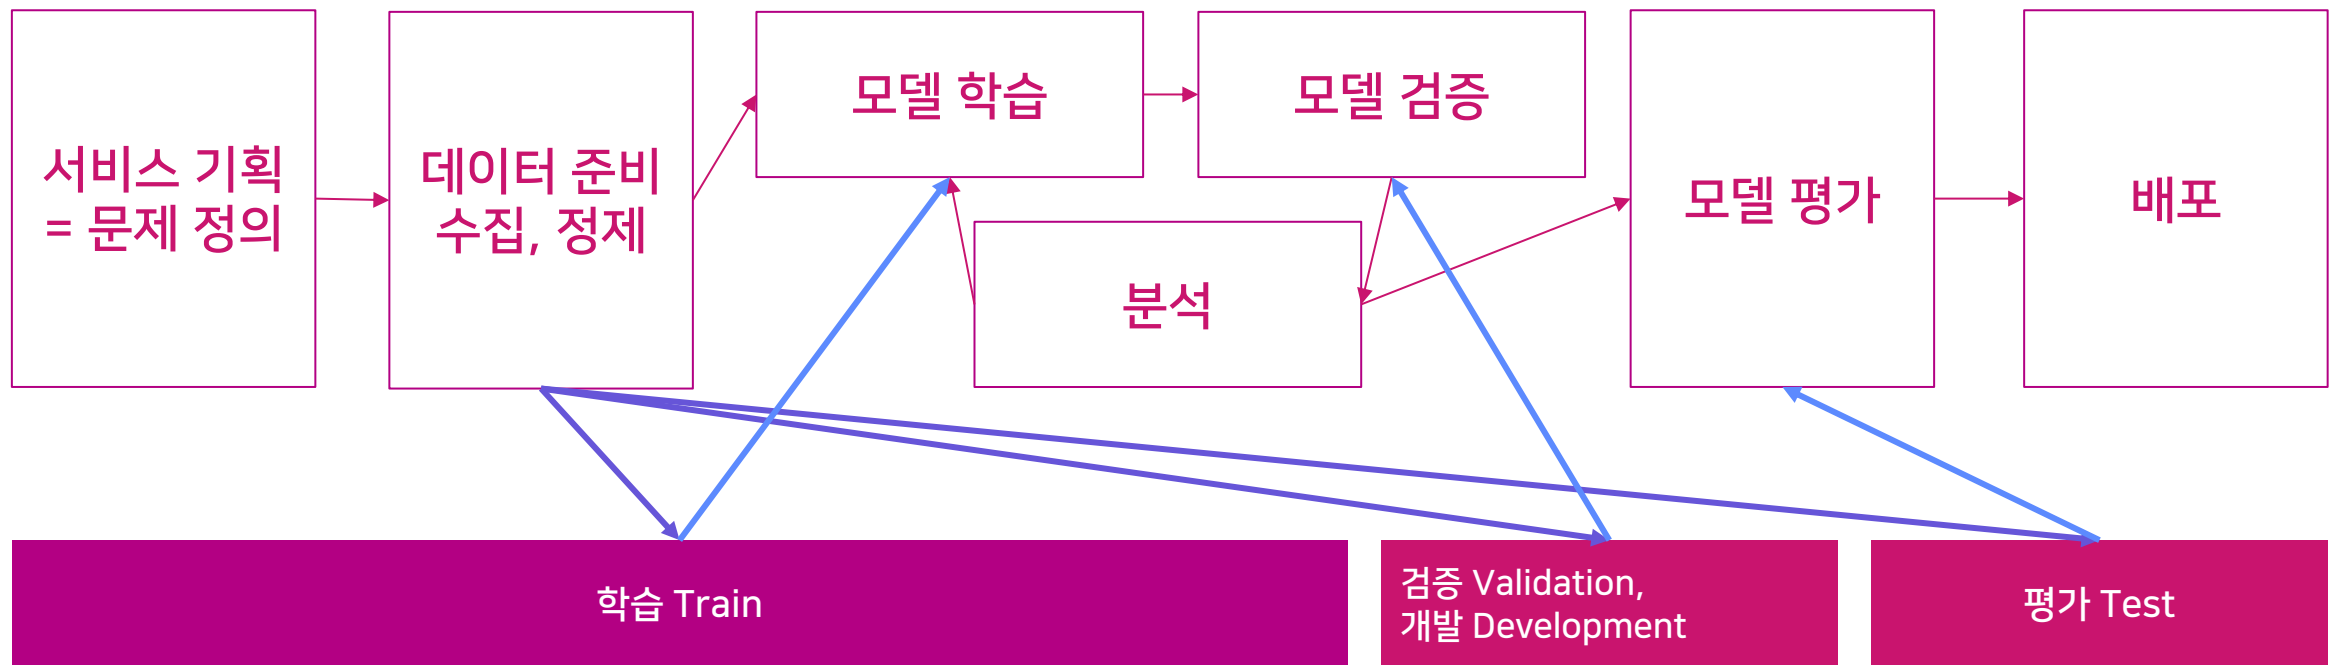 서비스 기획
= 문제 정의
데이터 준비
수집, 정제
모델 학습
모델 검증
분석
모델 평가
배포
학습 Train
검증 Validation,
개발 Development
평가 Test